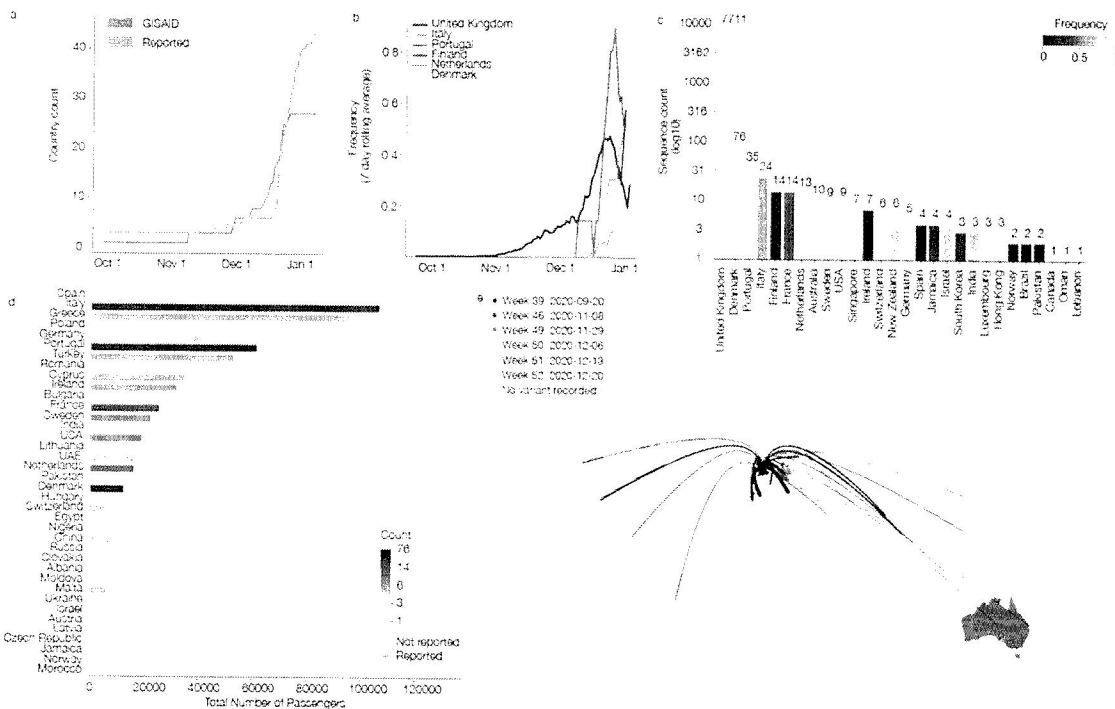 a
GISAID
Reported
Country count
40
20
0
Oct 1
Nov 1
Dec 1
Jan 1
b
United Kingdom
Italy
Portugal
Finland
Netherlands
Denmark
Frequency
(7 day rolling average)
0.8
0.6
0.4
0.2
Oct 1
Nov 1
Dec 1
Jan 1
c
Frequency
0
0.5
Sequence count
(log10)
10000
3162
1000
316
100
31
10
3
1
7711
76
35
24
14
14
13
10
9
9
7
7
6
6
5
4
4
4
3
3
3
3
2
2
2
1
1
1
United Kingdom
Denmark
Portugal
Italy
Finland
France
Netherlands
Australia
Sweden
USA
Singapore
Ireland
Switzerland
New Zealand
Germany
Spain
Jamaica
Israel
South Korea
India
Luxembourg
Hong Kong
Norway
Brazil
Pakistan
Canada
Oman
Lebanon
d
Spain
Italy
Greece
Poland
Germany
Portugal
Turkey
Romania
Cyprus
Ireland
Bulgaria
France
Sweden
India
USA
Lithuania
UAE
Netherlands
Pakistan
Denmark
Hungary
Switzerland
Egypt
Nigeria
China
Russia
Slovakia
Albania
Moldova
Malta
Ukraine
Israel
Austria
Latvia
Czech Republic
Jamaica
Norway
Morocco
0
20000
40000
60000
80000
100000
120000
Total Number of Passengers
Count
76
14
6
3
1
Not reported
Reported
e
Week 39 2020-09-20
Week 46 2020-11-08
Week 49 2020-11-29
Week 50 2020-12-06
Week 51 2020-12-13
Week 52 2020-12-20
No variant recorded